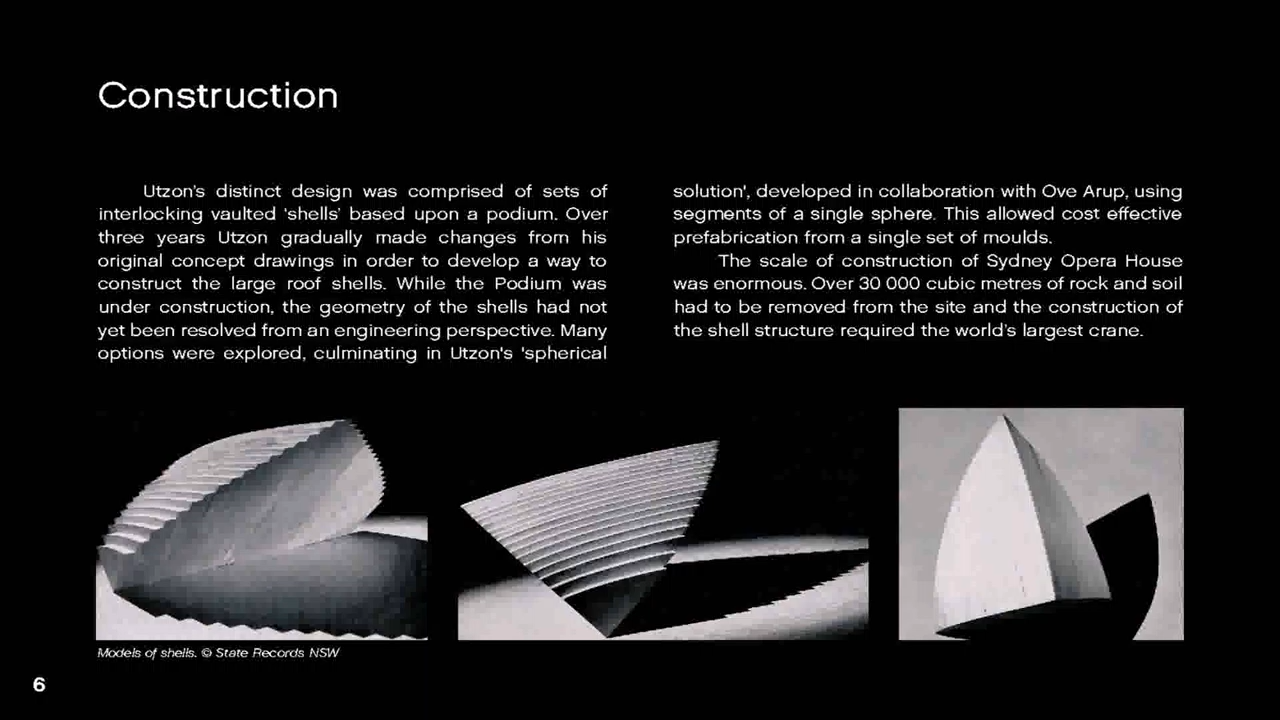 Construction
Utzon's distinct design was comprised of sets of
interlocking vaulted 'shells' based upon a podium. Over
three years Utzon gradually made changes from his
original concept drawings in order to develop a way to
construct the large roof shells. While the Podium was
under construction, the geometry of the shells had not
yet been resolved from an engineering perspective. Many
options were explored, culminating in Utzon's 'spherical
solution', developed in collaboration with Ove Arup, using
segments of a single sphere. This allowed cost effective
prefabrication from a single set of moulds.
The scale of construction of Sydney Opera House
was enormous. Over 30 000 cubic metres of rock and soil
had to be removed from the site and the construction of
the shell structure required the world's largest crane.
Models of shells. © State Records NSW
6